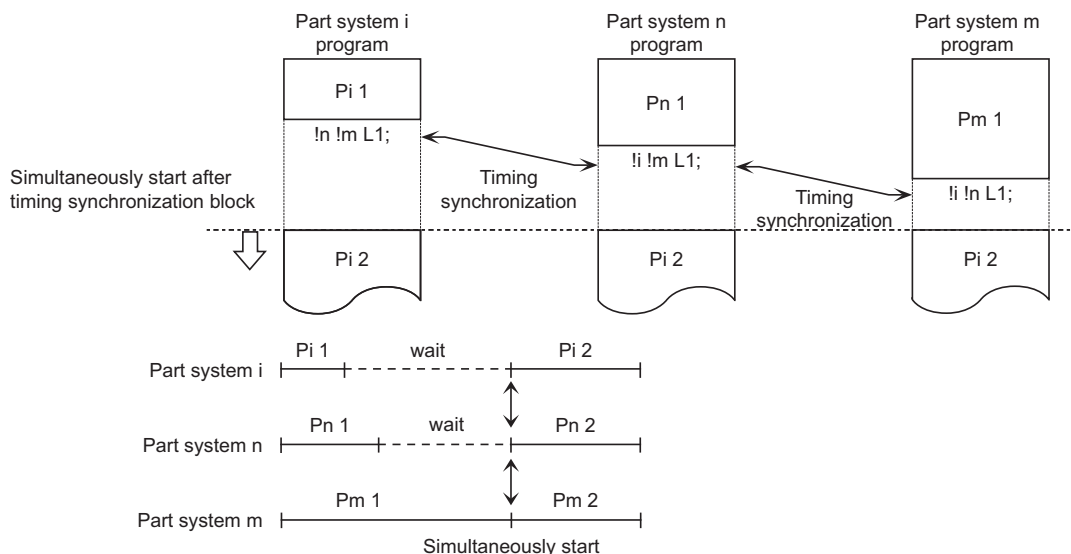 Part system i
program
Part system n
program
Part system m
program
Pi 1
Pn 1
Pm 1
!n !m L1;
!i !m L1;
!i !n L1;
Timing
synchronization
Timing
synchronization
Simultaneously start after
timing synchronization block
Pi 2
Pi 2
Pi 2
Part system i
Pi 1
wait
Pi 2
Part system n
Pn 1
wait
Pn 2
Part system m
Pm 1
Pm 2
Simultaneously start